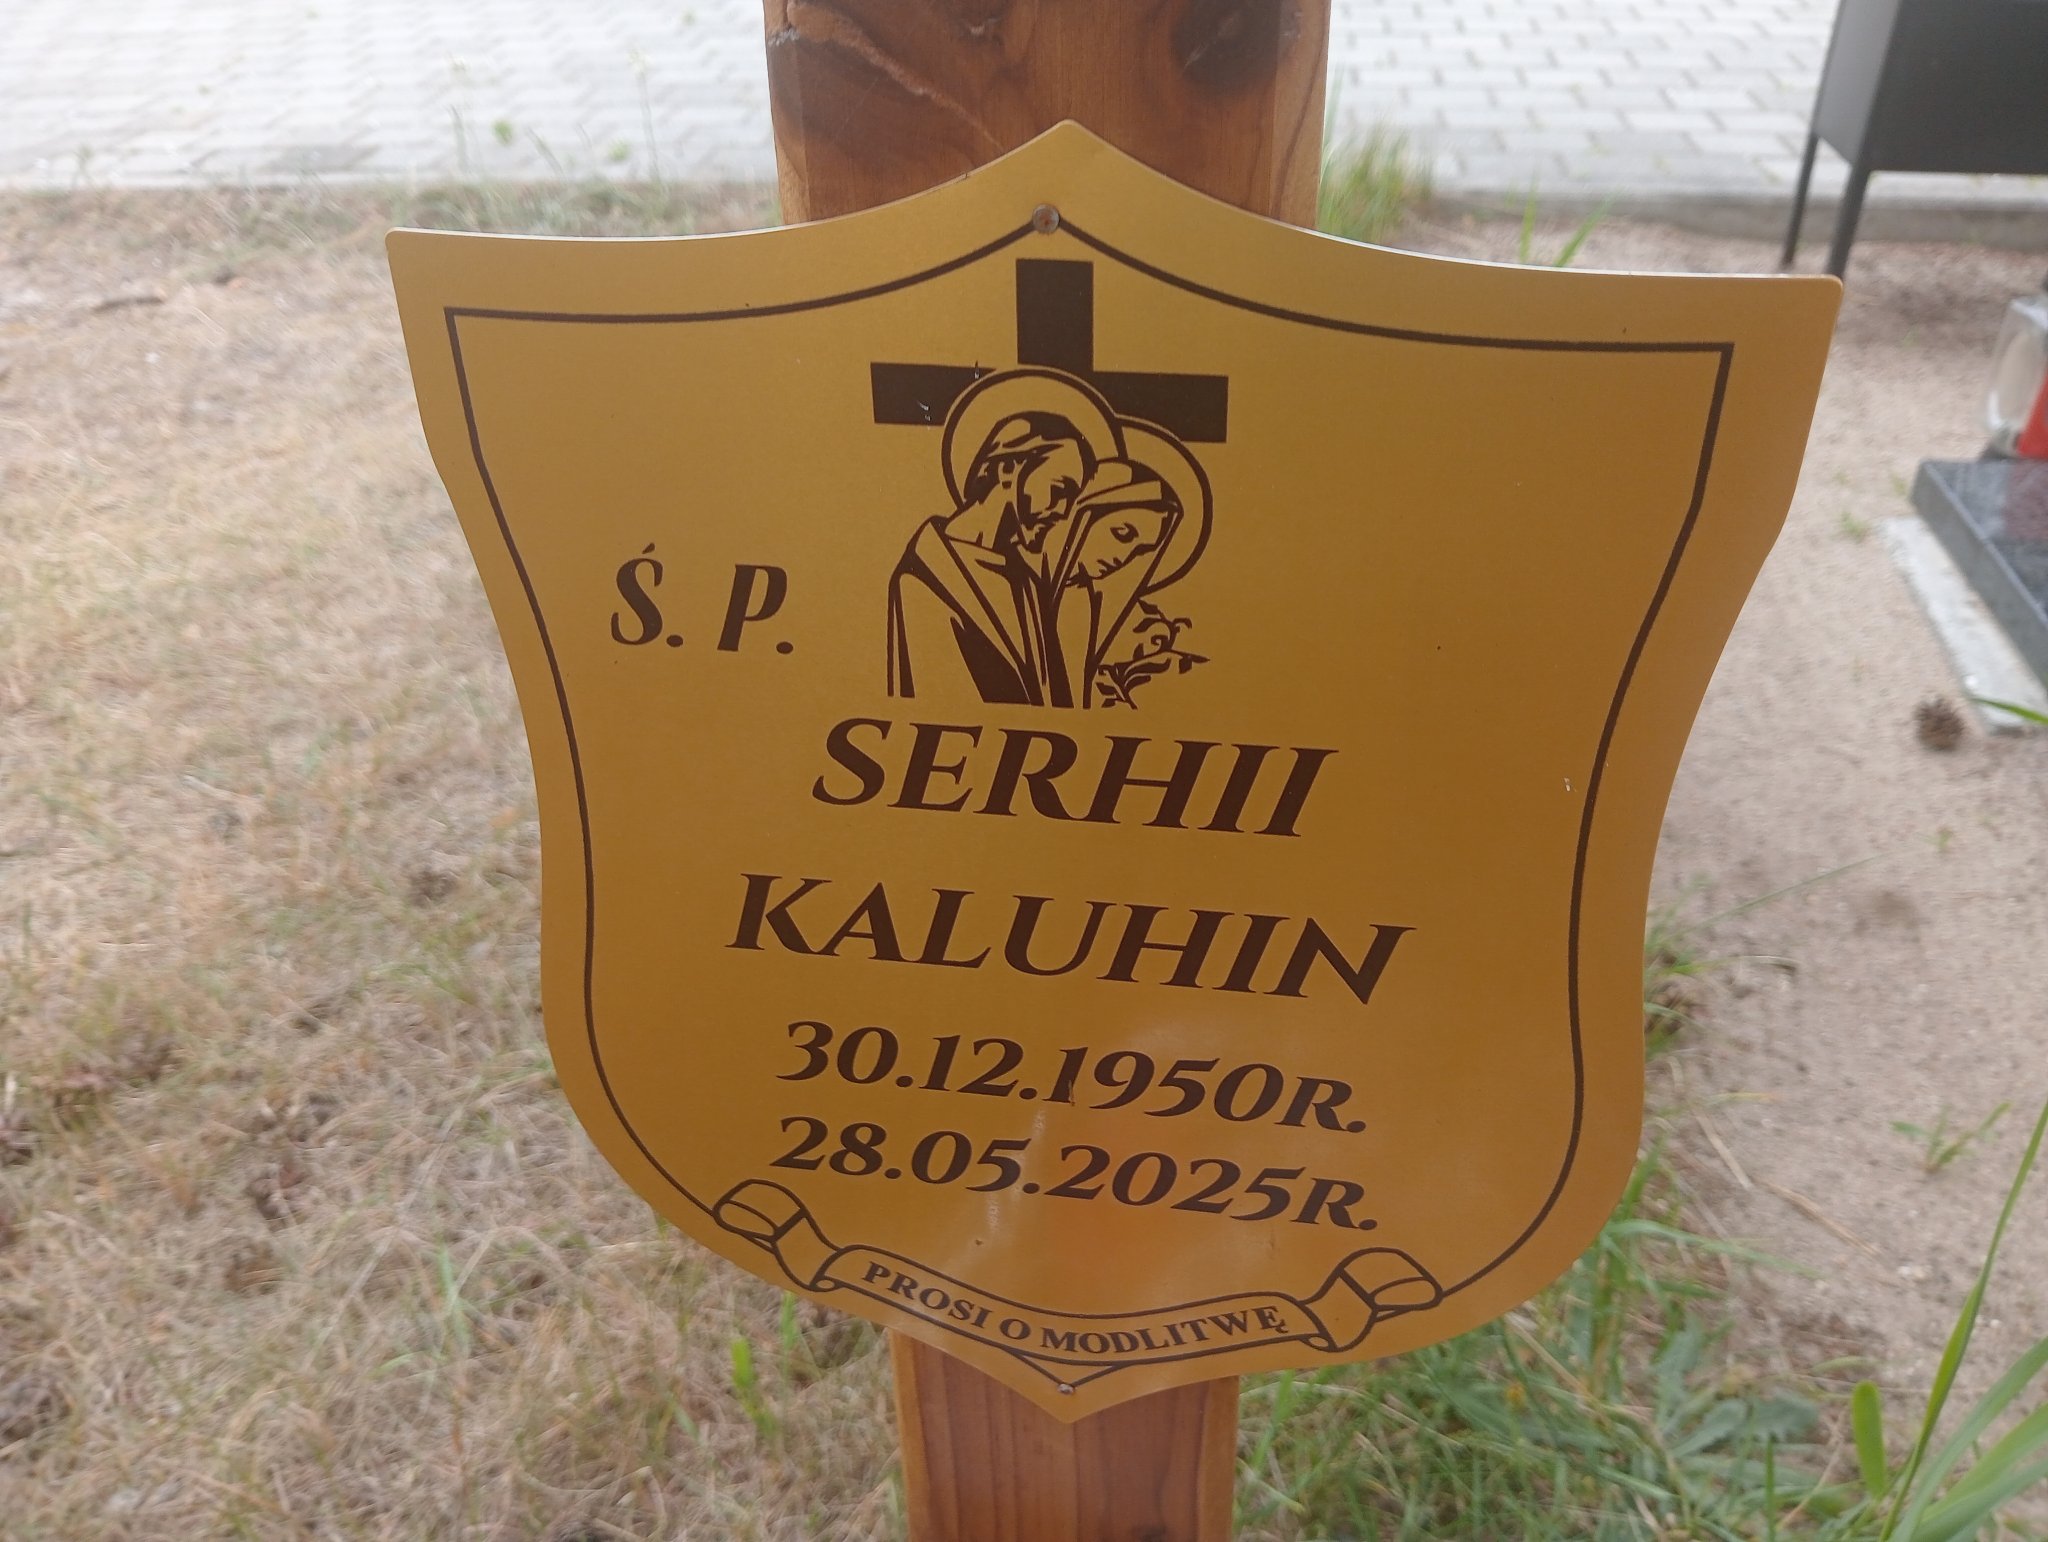 Ś. P.
SERHII
KALUHIN
30.12.1950R.
28.05.2025R.
PROSI O MODLITWĘ